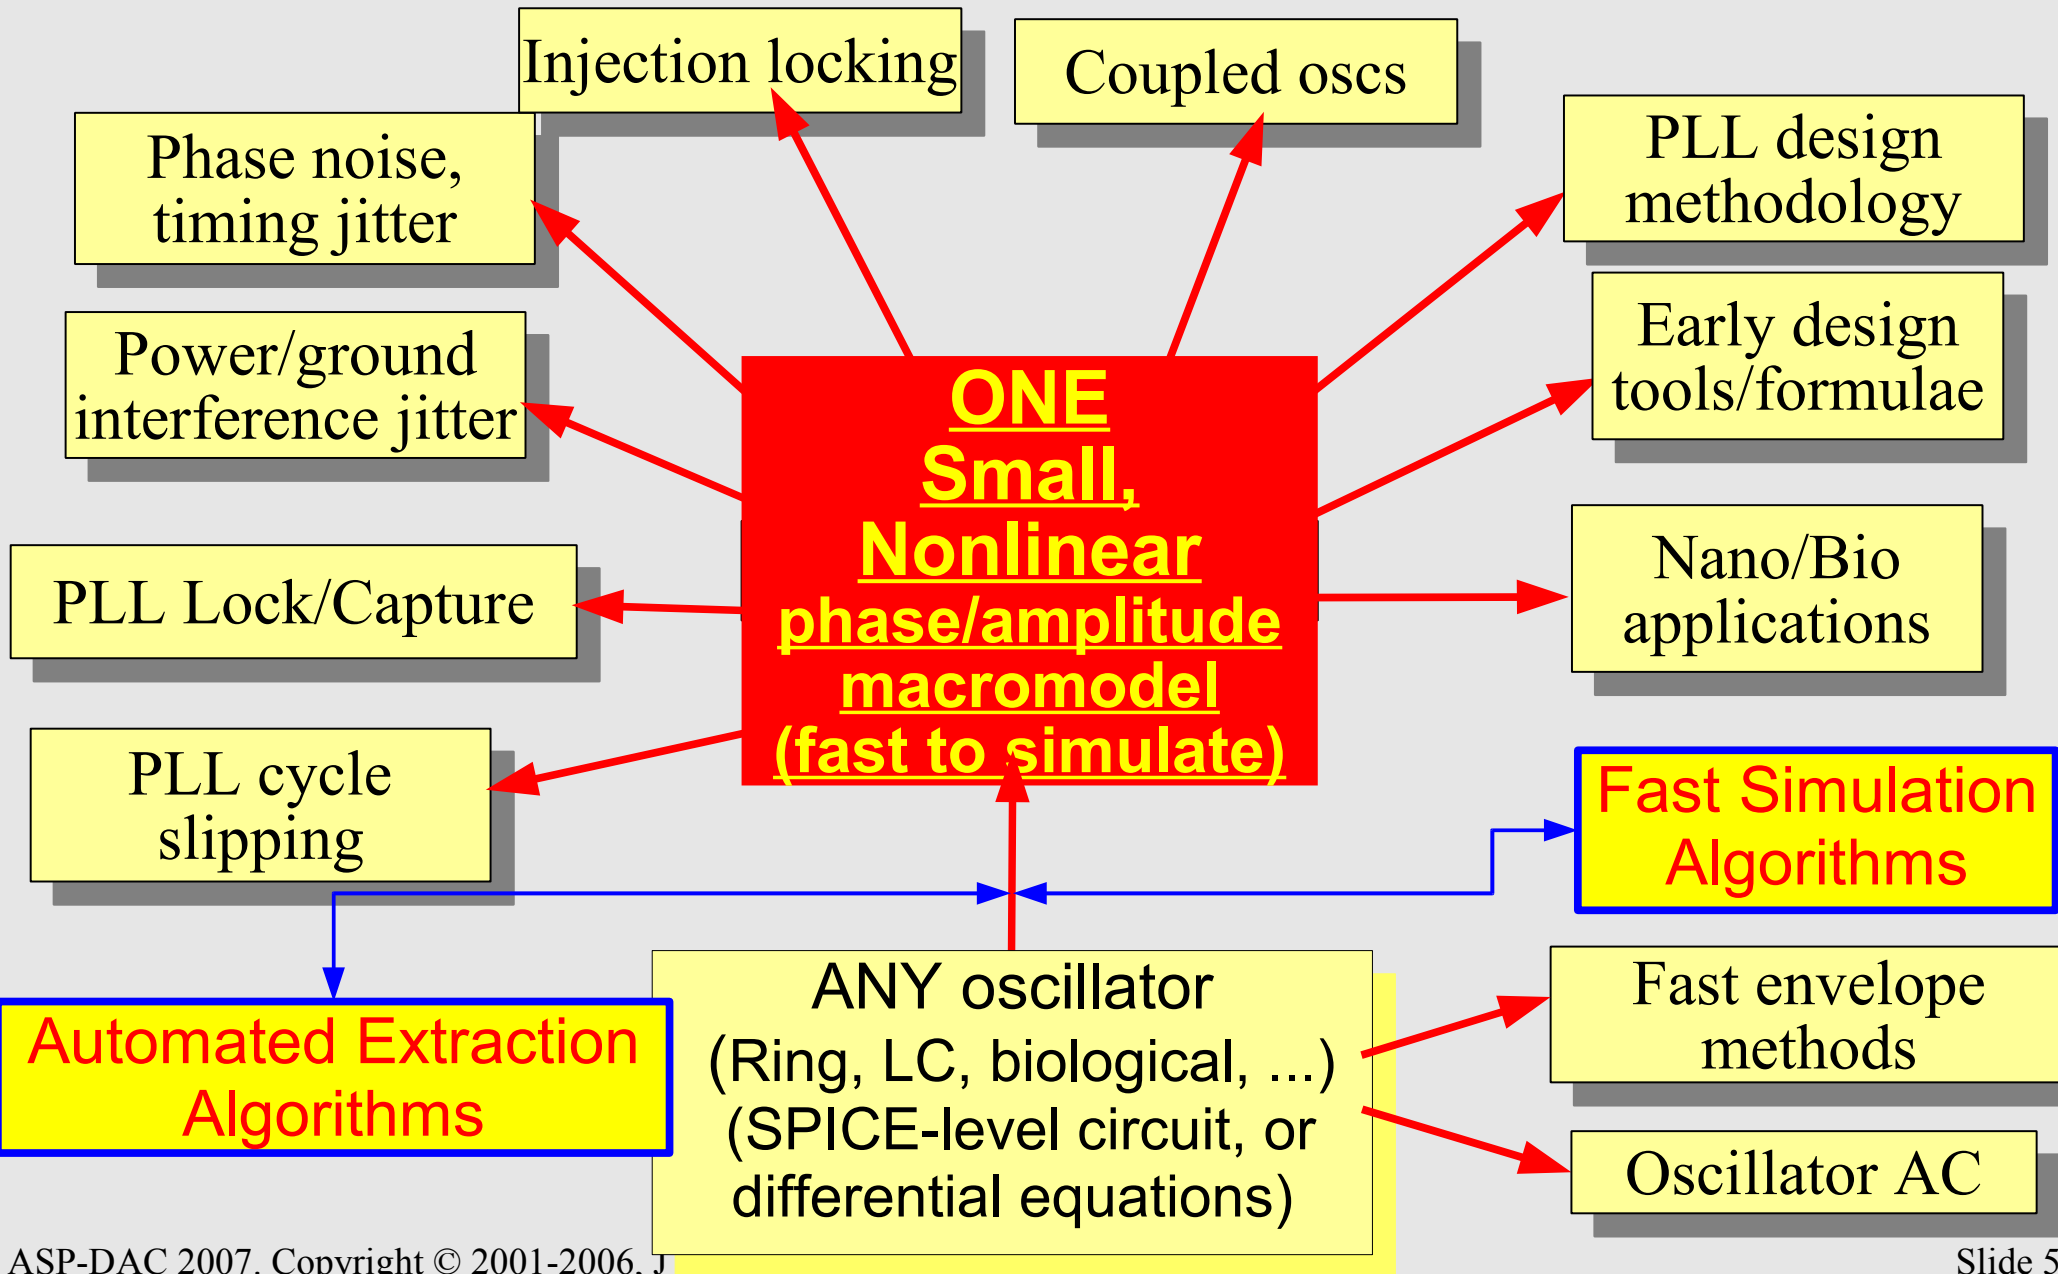 Injection locking
Coupled oscs
Phase noise,
timing jitter
PLL design
methodology
Power/ground
interference jitter
Early design
tools/formulae
ONE
Small,
Nonlinear
phase/amplitude
macromodel
(fast to simulate)
PLL Lock/Capture
Nano/Bio
applications
PLL cycle
slipping
Fast Simulation
Algorithms
Automated Extraction
Algorithms
ANY oscillator
(Ring, LC, biological, ...)
(SPICE-level circuit, or
differential equations)
Fast envelope
methods
Oscillator AC
ASP-DAC 2007. Copyright © 2001-2006, J
Slide 5